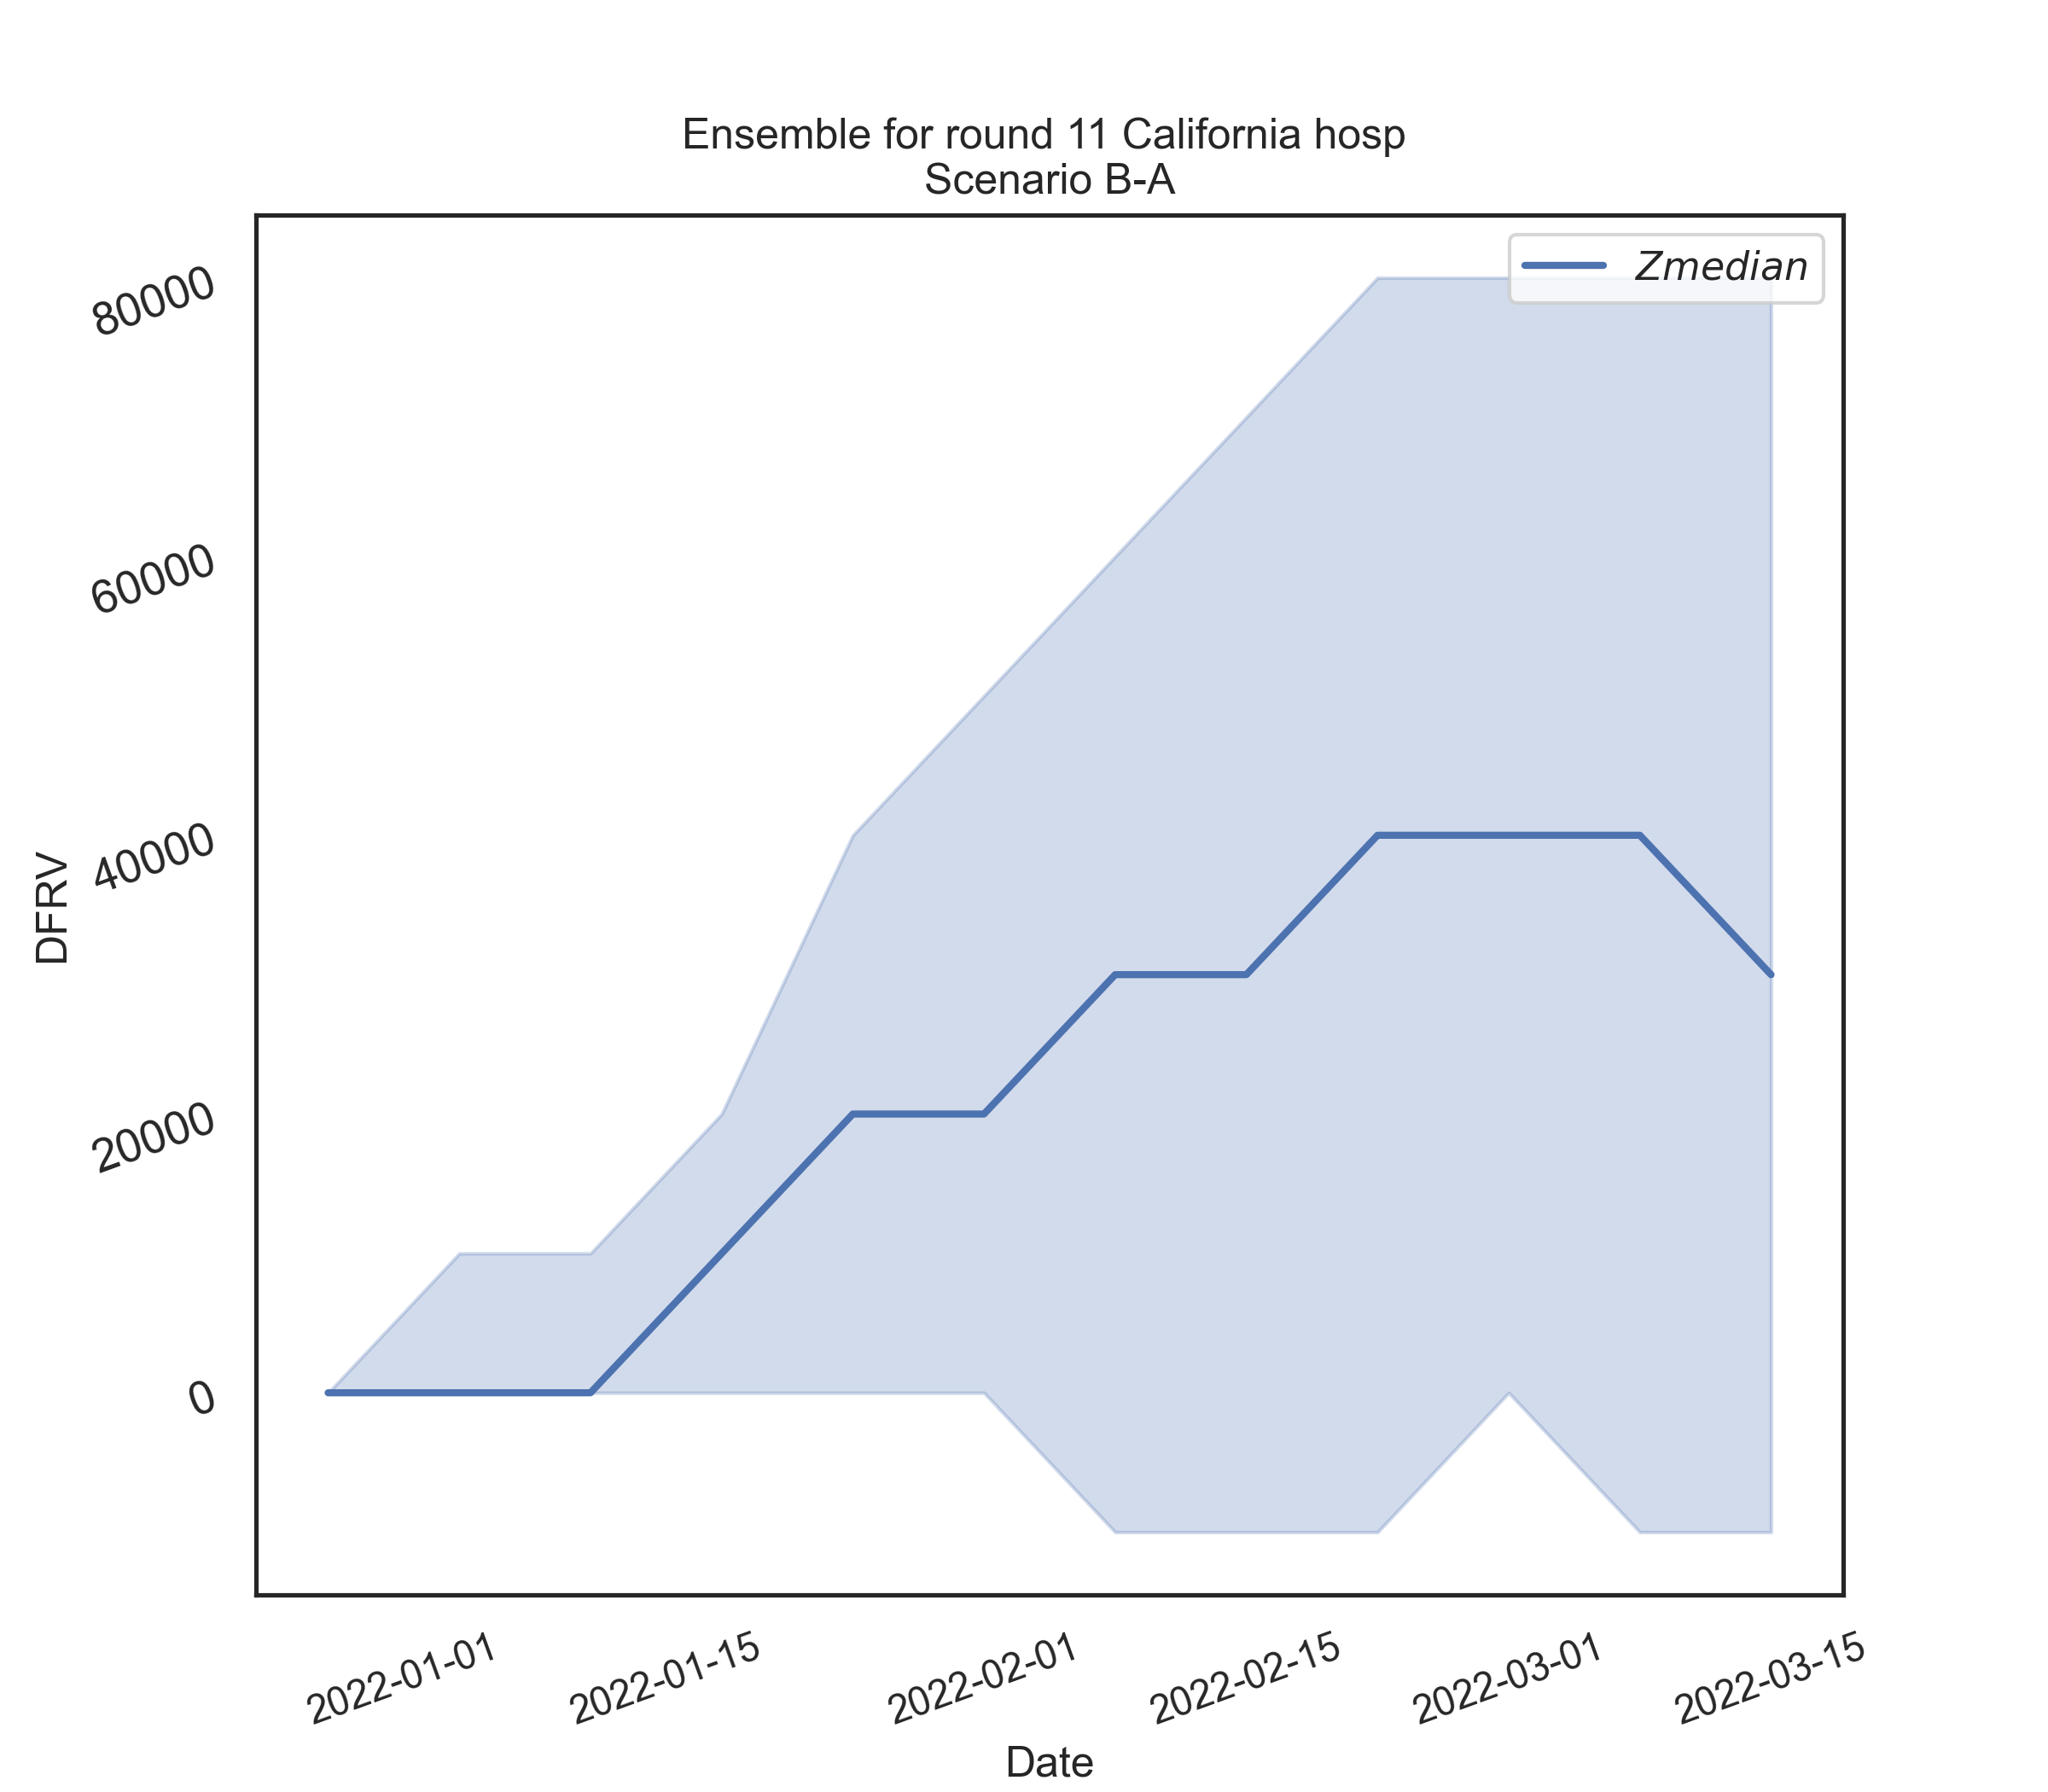 Ensemble for round 11 California hosp
Scenario B-A
Zmedian
80000
60000
40000
20000
0
DFRV
2022-01-01
2022-01-15
2022-02-01
2022-02-15
2022-03-01
2022-03-15
Date